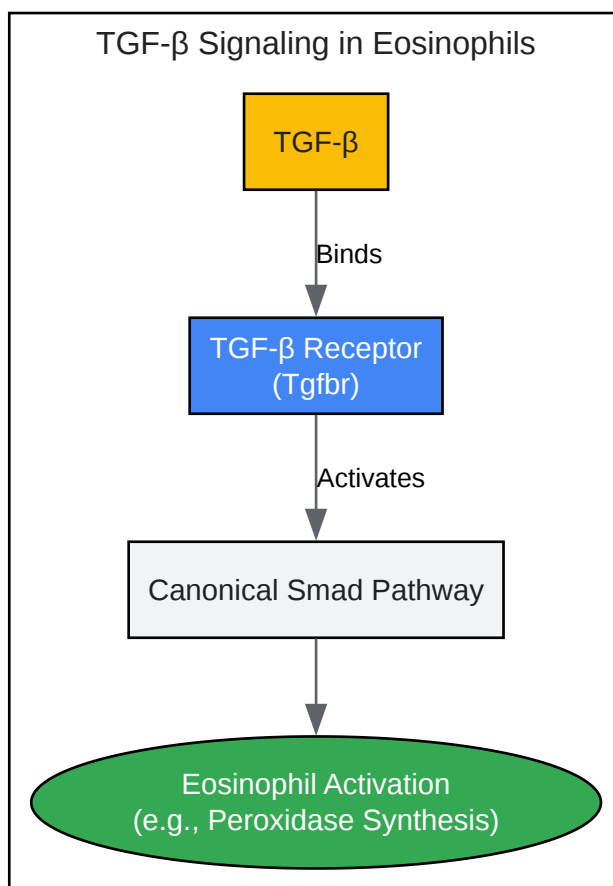 TGF-β Signaling in Eosinophils
TGF-β
Binds
TGF-β Receptor
(Tgfbr)
Activates
Canonical Smad Pathway
Eosinophil Activation
(e.g., Peroxidase Synthesis)